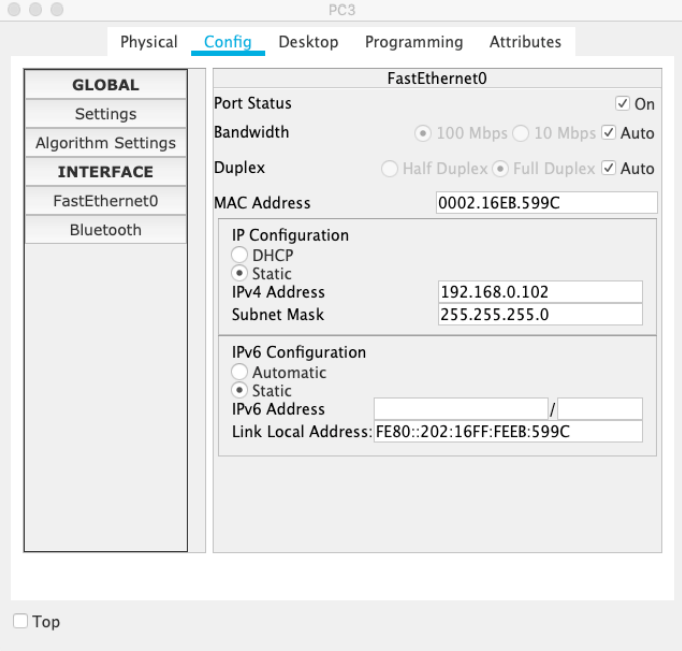 PC3
Physical Config Desktop Programming Attributes
GLOBAL
Settings
Algorithm Settings
INTERFACE
FastEthernet0
Bluetooth
FastEthernet0
Port Status On
Bandwidth 100 Mbps 10 Mbps Auto
Duplex Half Duplex Full Duplex Auto
MAC Address 0002.16EB.599C
IP Configuration
DHCP
Static
IPv4 Address 192.168.0.102
Subnet Mask 255.255.255.0
IPv6 Configuration
Automatic
Static
IPv6 Address /
Link Local Address: FE80::202:16FF:FEEB:599C
Top